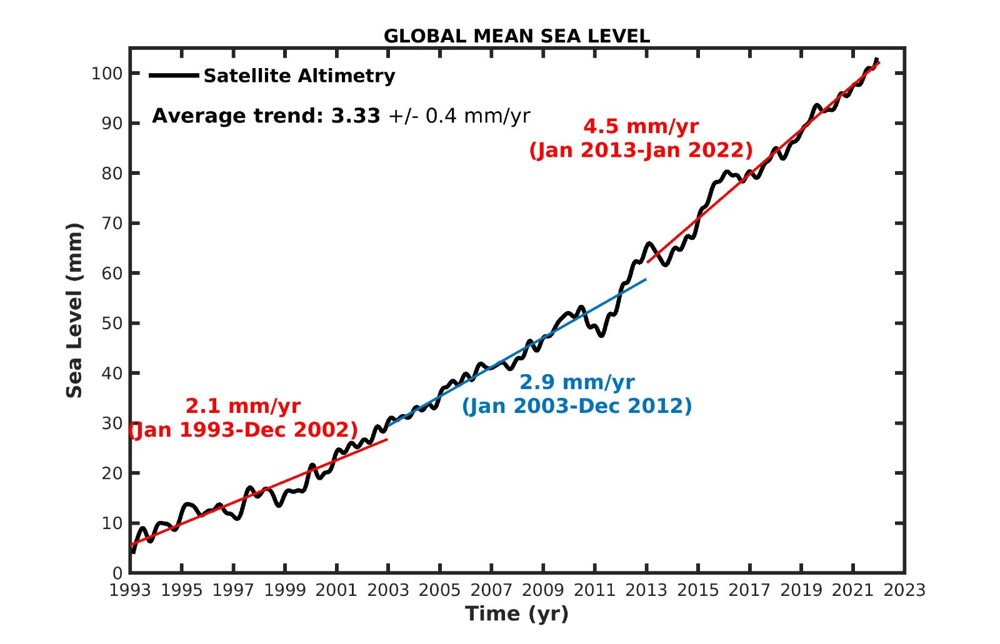 GLOBAL MEAN SEA LEVEL
Satellite Altimetry
Average trend: 3.33 +/- 0.4 mm/yr
4.5 mm/yr
(Jan 2013-Jan 2022)
2.9 mm/yr
(Jan 2003-Dec 2012)
2.1 mm/yr
(Jan 1993-Dec 2002)
Sea Level (mm)
100
90
80
70
60
50
40
30
20
10
0
1993 1995 1997 1999 2001 2003 2005 2007 2009 2011 2013 2015 2017 2019 2021 2023
Time (yr)